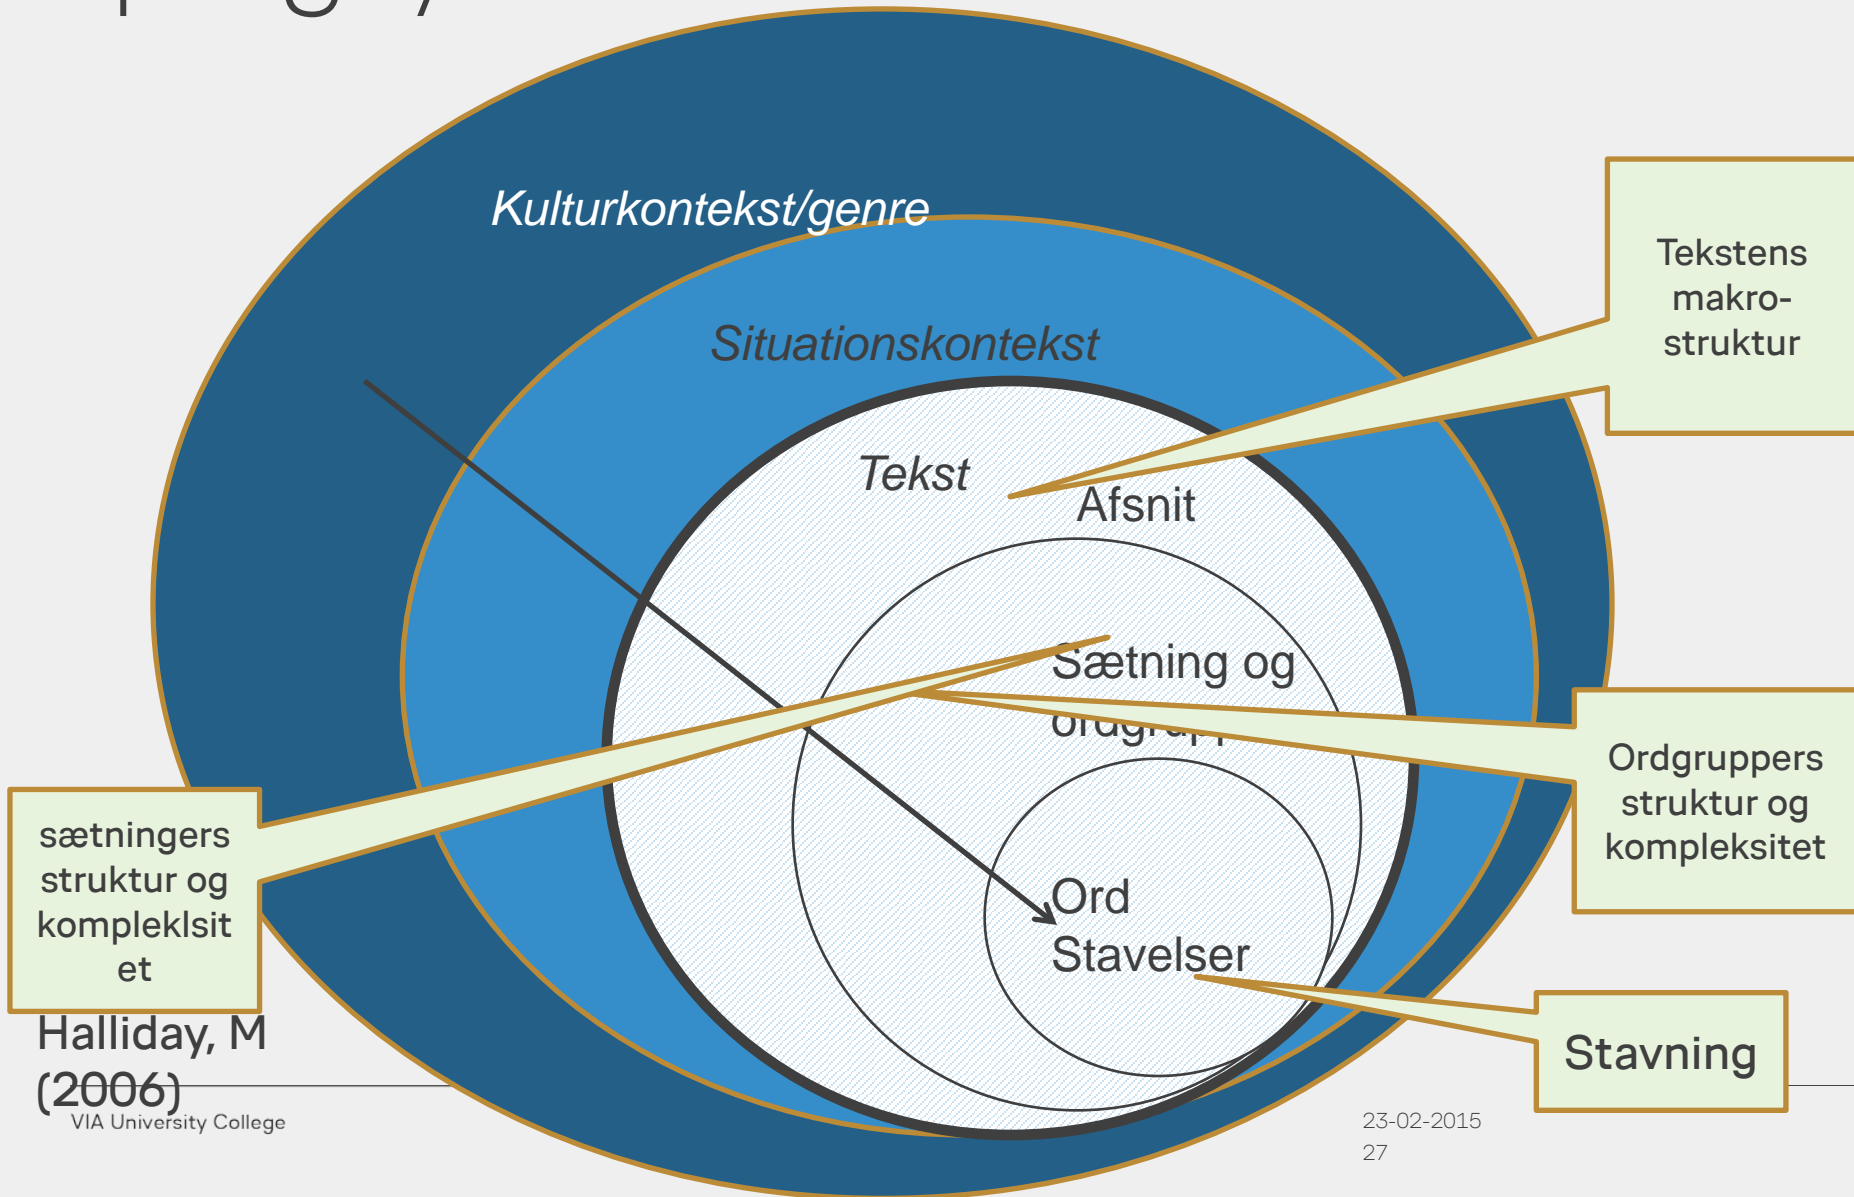 Kulturkontekst/genre
Situationskontekst
Tekst
Afsnit
Tekstens
makro-
struktur
Sætning og
Ordgruppers
struktur og
kompleksitet
sætningers
struktur og
kompleklsit
et
Ord
Stavelser
Stavning
Halliday, M
(2006)
VIA University College
23-02-2015
27